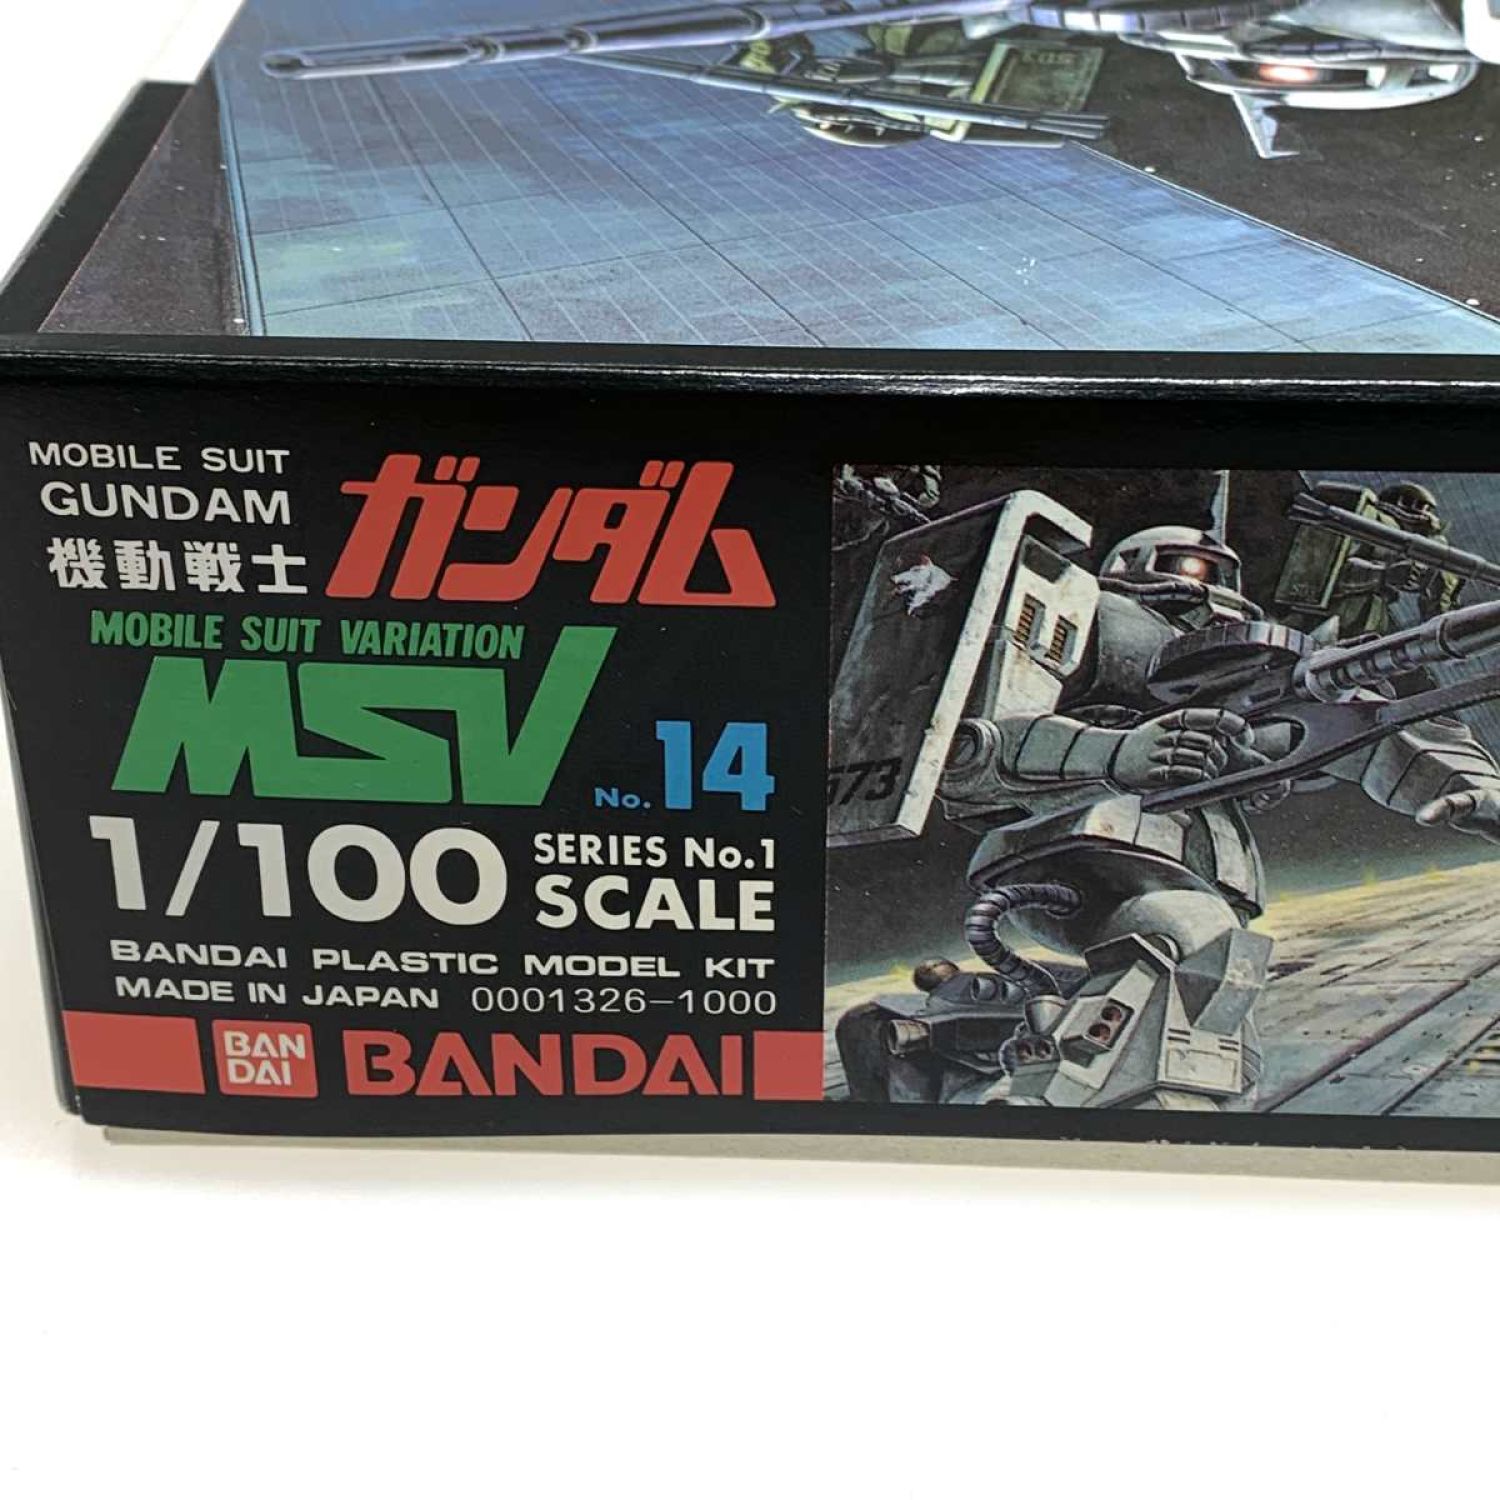 MOBILE SUIT
GUNDAM
機動戦士
ガンダム
MOBILE SUIT VARIATION
MSV
No.14
1/100
SERIES No.1
SCALE
BANDAI PLASTIC MODEL KIT
MADE IN JAPAN 0001326-1000
BAN
DAI
BANDAI
673